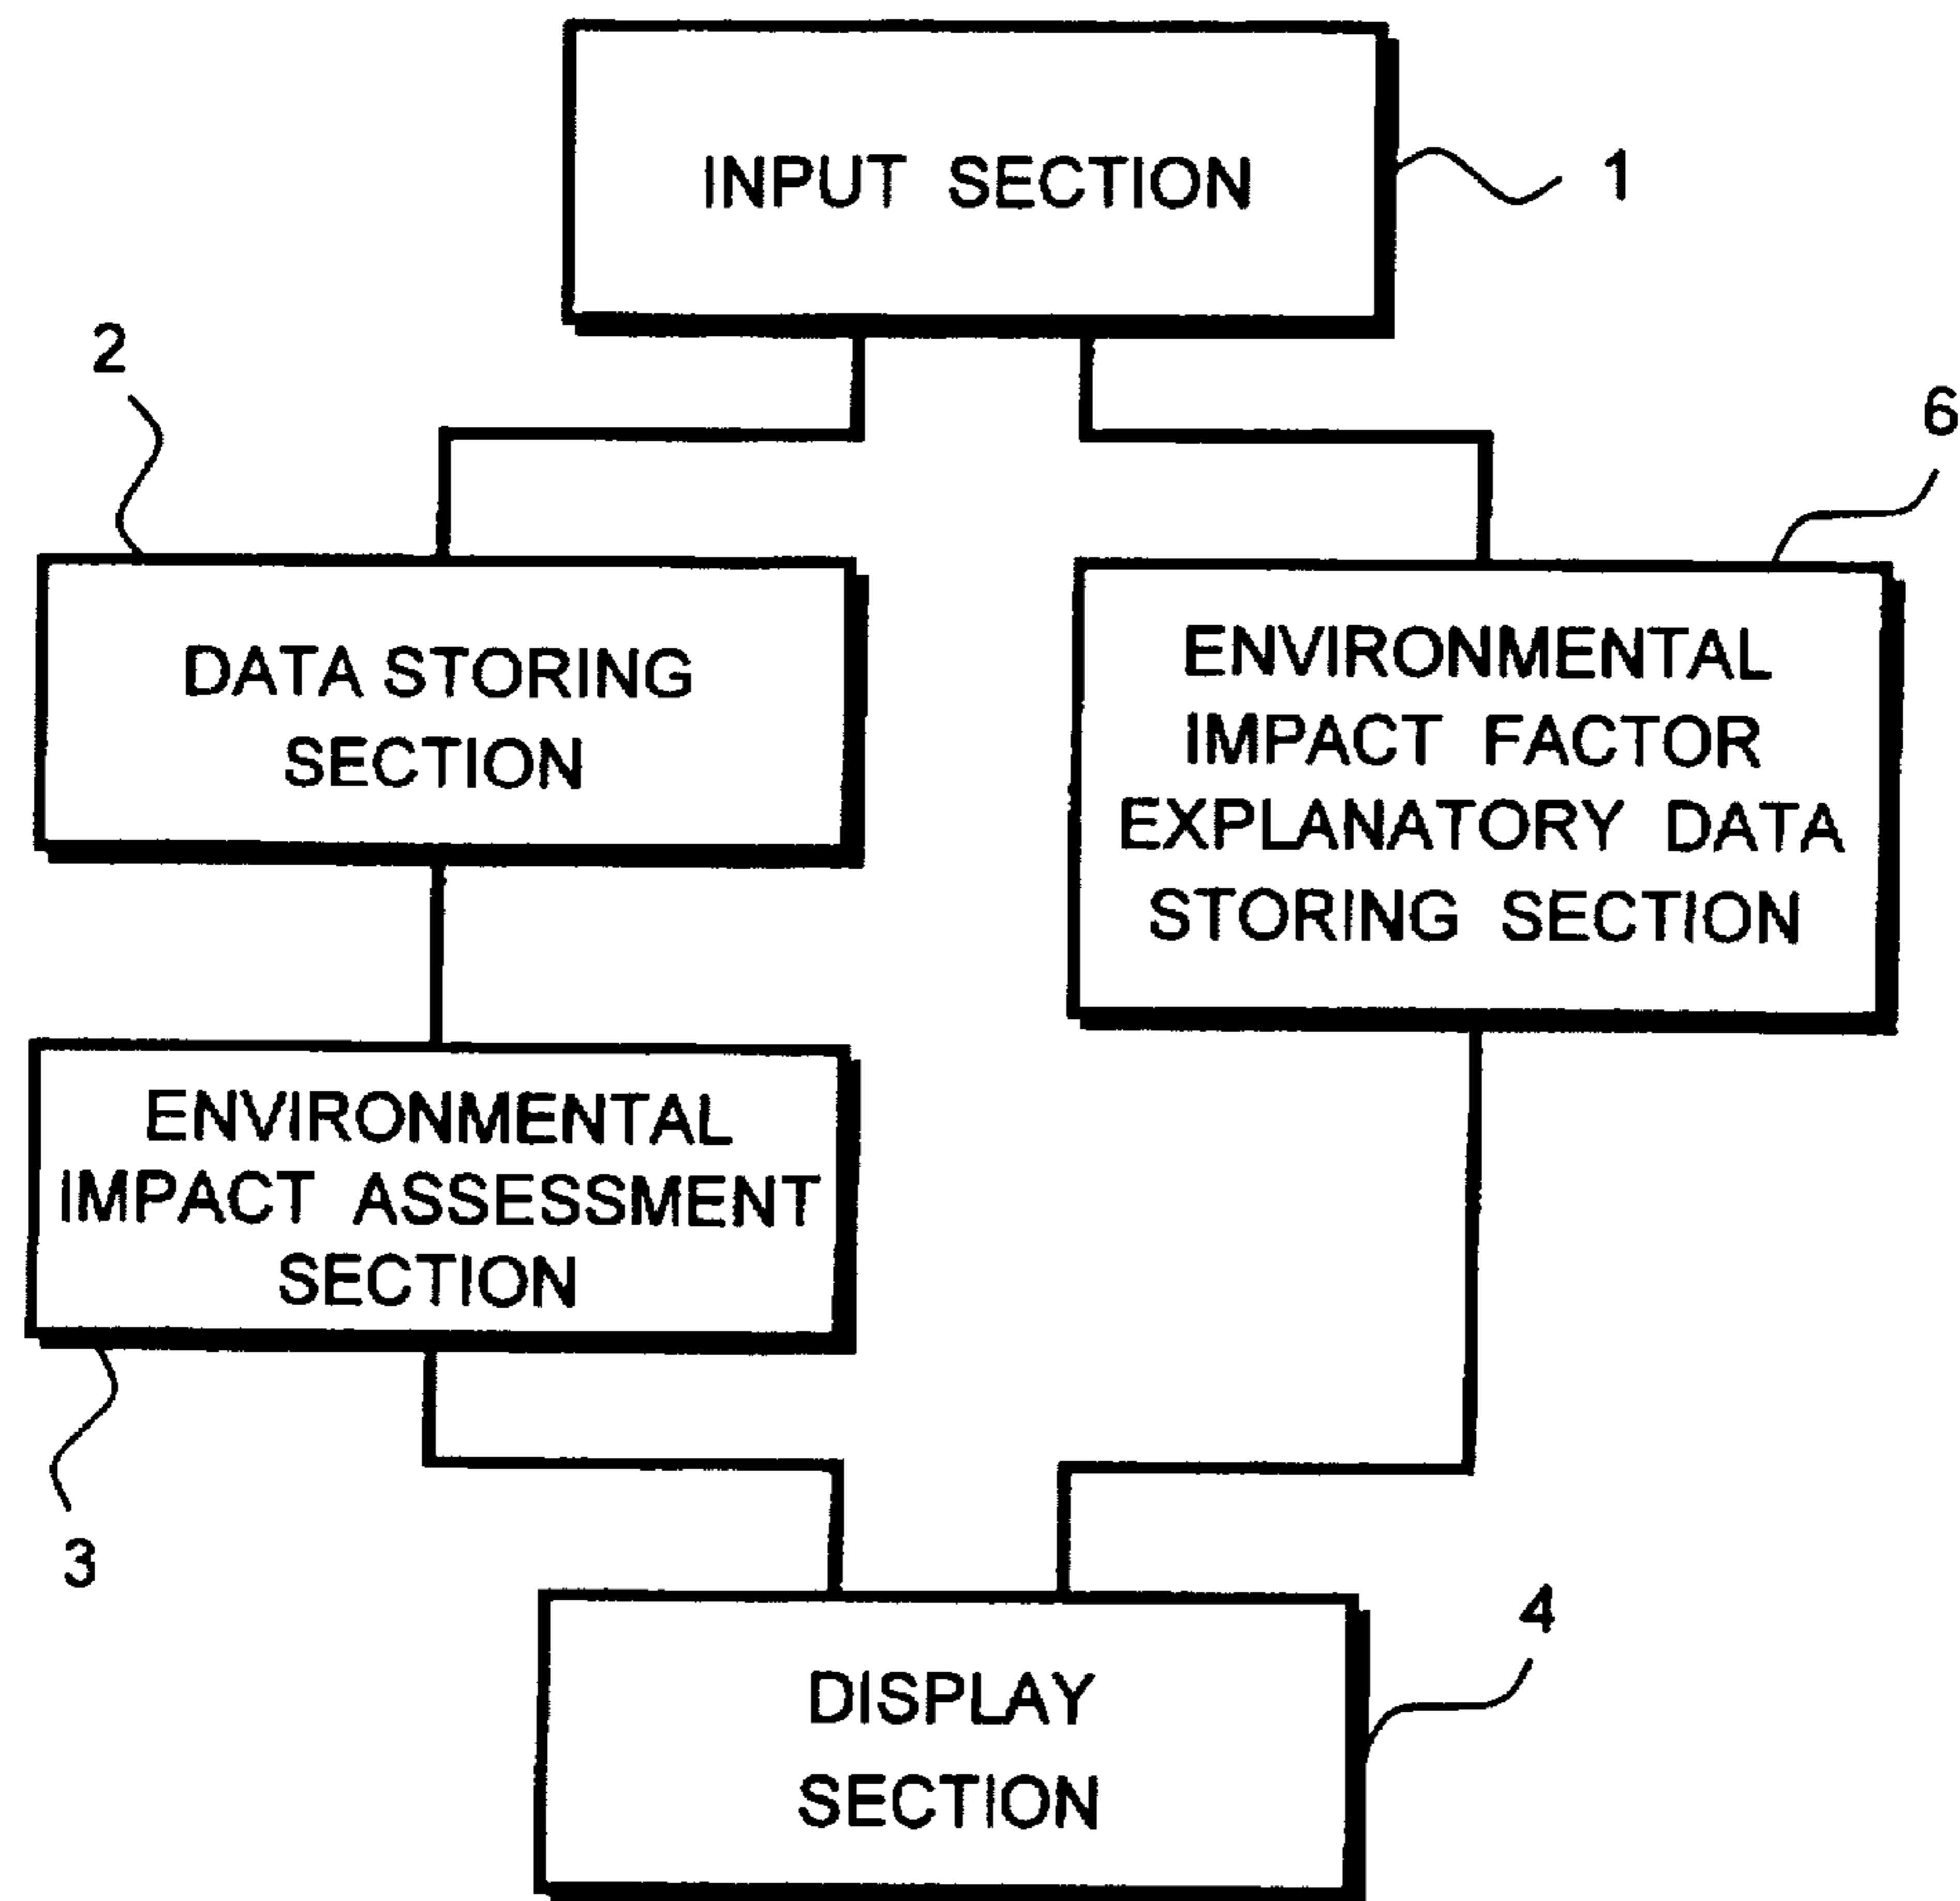 INPUT SECTION
1
2
6
DATA STORING
SECTION
ENVIRONMENTAL
IMPACT FACTOR
EXPLANATORY DATA
STORING SECTION
ENVIRONMENTAL
IMPACT ASSESSMENT
SECTION
3
4
DISPLAY
SECTION